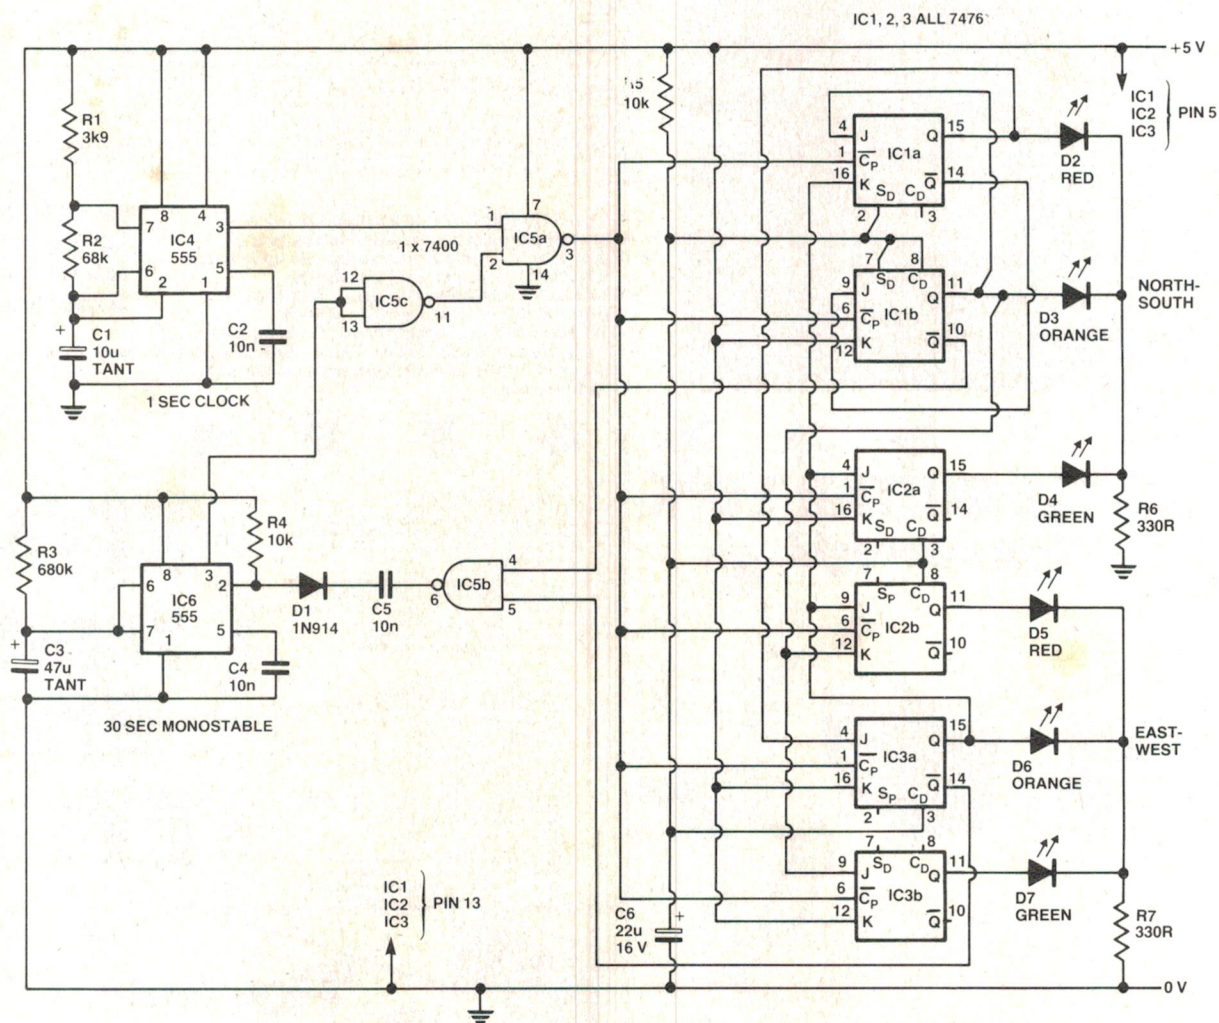 IC1, 2, 3 ALL 7476
+5 V
IC1
IC2
IC3
PIN 5
R1
3k9
R2
68k
7
6
8
4
3
5
2
1
IC4
555
+
C1
10u
TANT
C2
10n
1 SEC CLOCK
1 x 7400
1
2
7
IC5a
3
14
12
13
IC5c
11
15
10k
4
J
Q
15
1
CP
IC1a
16
K
SD
CD
Q
14
2
3
D2
RED
7
8
SD
CD
9
J
Q
11
6
CP
IC1b
12
K
Q
10
D3
ORANGE
NORTH-
SOUTH
4
J
Q
15
1
CP
IC2a
16
K
SD
CD
Q
14
2
3
D4
GREEN
R6
330R
7
8
SP
CD
9
J
Q
11
6
CP
IC2b
12
K
Q
10
D5
RED
4
J
Q
15
1
CP
IC3a
16
K
SP
CD
Q
14
2
3
D6
ORANGE
EAST-
WEST
7
8
SD
CD
9
J
Q
11
6
CP
IC3b
12
K
Q
10
D7
GREEN
R7
330R
R3
680k
R4
10k
8
3
2
6
7
1
5
IC6
555
+
C3
47u
TANT
C4
10n
30 SEC MONOSTABLE
D1
1N914
C5
10n
6
IC5b
4
5
IC1
IC2
IC3
PIN 13
C6
22u
16 V
+
0 V